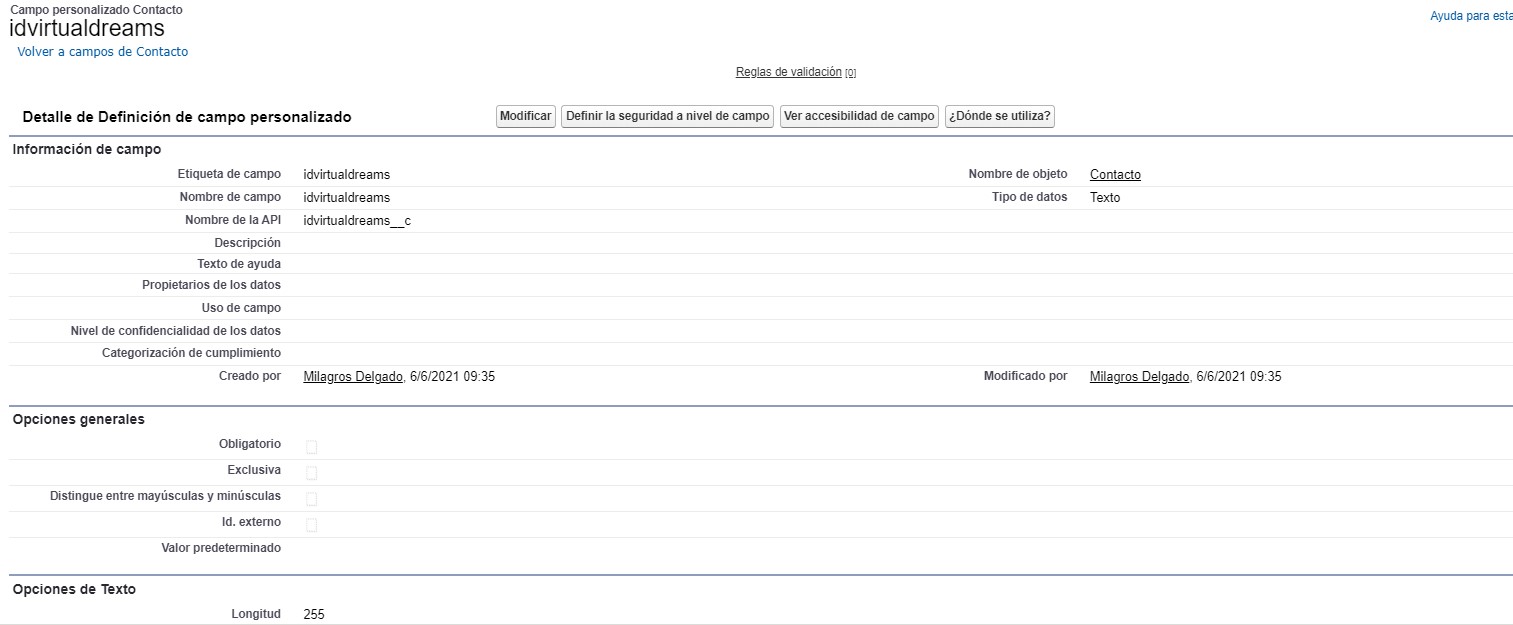 Campo personalizado Contacto
idvirtualdreams
Ayuda para esta
Volver a campos de Contacto
Reglas de validación [0]
Detalle de Definición de campo personalizado Modificar Definir la seguridad a nivel de campo Ver accesibilidad de campo ¿Dónde se utiliza?
Información de campo
Etiqueta de campo idvirtualdreams Nombre de objeto Contacto
Nombre de campo idvirtualdreams Tipo de datos Texto
Nombre de la API idvirtualdreams__c
Descripción
Texto de ayuda
Propietarios de los datos
Uso de campo
Nivel de confidencialidad de los datos
Categorización de cumplimiento
Creado por Milagros Delgado, 6/6/2021 09:35 Modificado por Milagros Delgado, 6/6/2021 09:35
Opciones generales
Obligatorio
Exclusiva
Distingue entre mayúsculas y minúsculas
Id. externo
Valor predeterminado
Opciones de Texto
Longitud 255